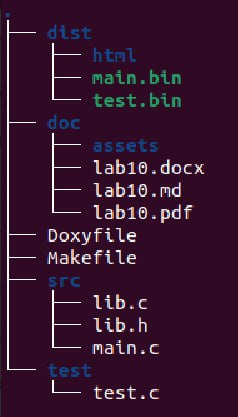 .
dist
html
main.bin
test.bin
doc
assets
lab10.docx
lab10.md
lab10.pdf
Doxyfile
Makefile
src
lib.c
lib.h
main.c
test
test.c